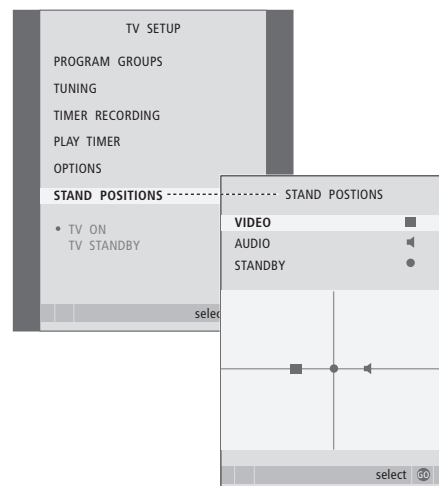 TV SETUP
PROGRAM GROUPS
TUNING
TIMER RECORDING
PLAY TIMER
OPTIONS
STAND POSITIONS
• TV ON
TV STANDBY
selec
STAND POSTIONS
VIDEO
AUDIO
STANDBY
select GO